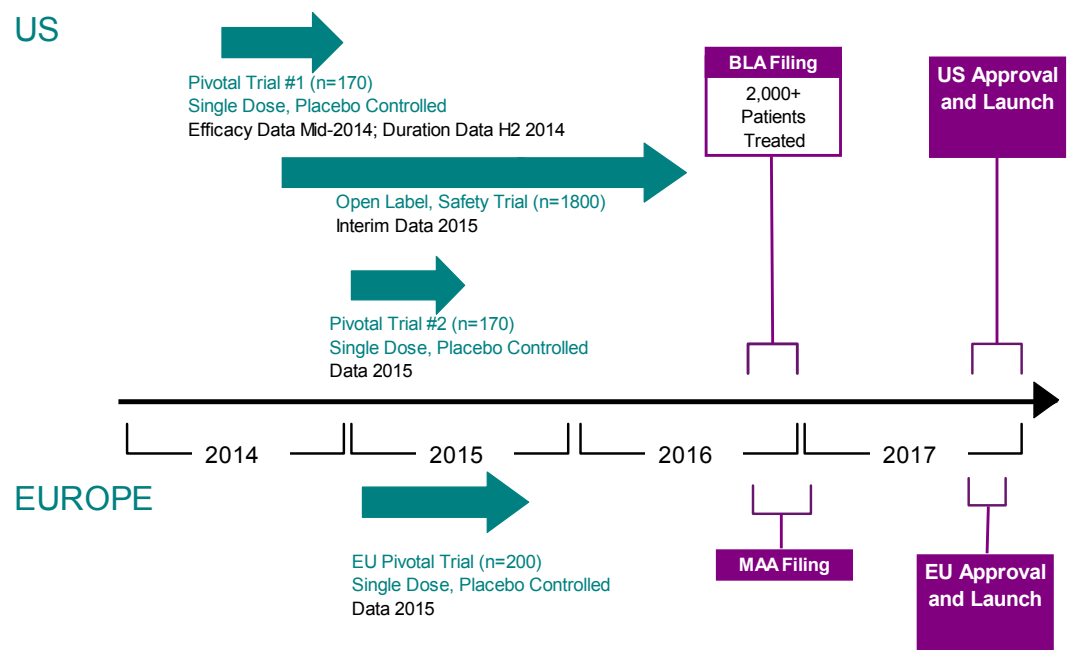 US
Pivotal Trial #1 (n=170)
Single Dose, Placebo Controlled
Efficacy Data Mid-2014; Duration Data H2 2014
Open Label, Safety Trial (n=1800)
Interim Data 2015
Pivotal Trial #2 (n=170)
Single Dose, Placebo Controlled
Data 2015
BLA Filing
2,000+
Patients
Treated
US Approval
and Launch
2014
2015
2016
2017
EUROPE
EU Pivotal Trial (n=200)
Single Dose, Placebo Controlled
Data 2015
MAA Filing
EU Approval
and Launch